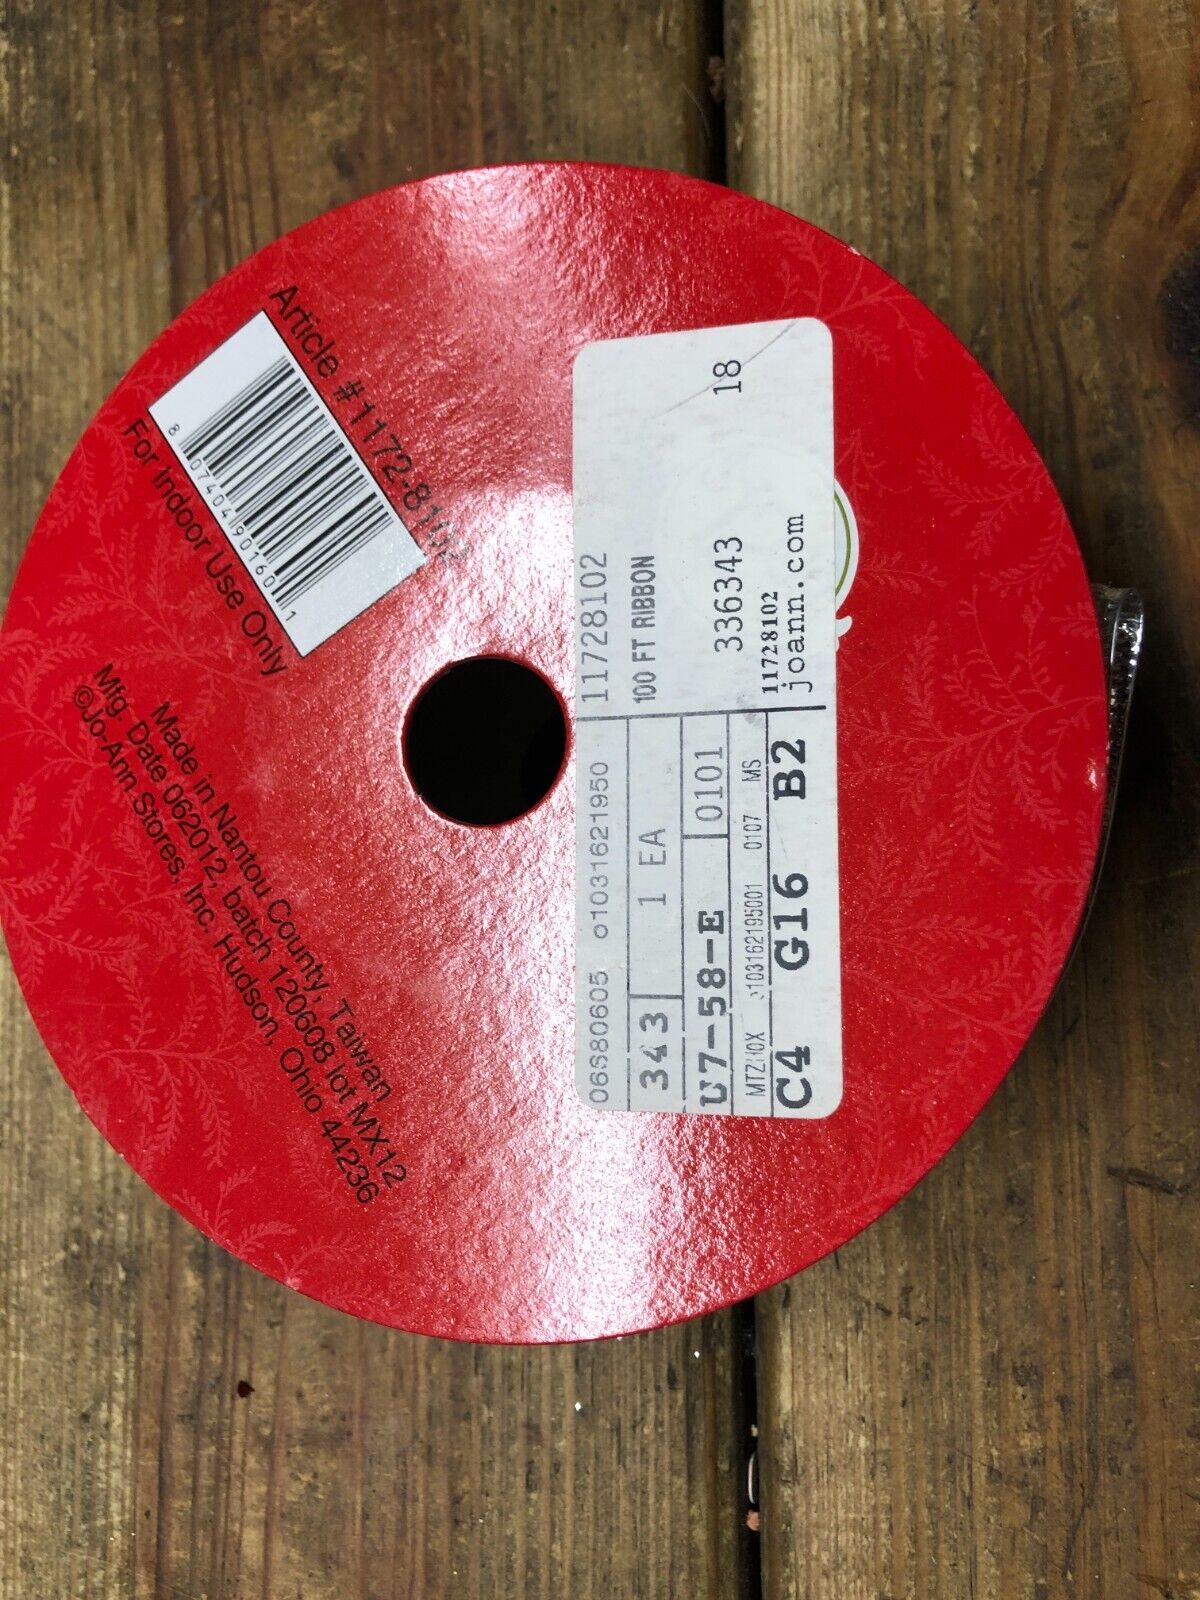 Article #1172-8102
8 07404 90160 1
For Indoor Use Only
Made in Nantou County, Taiwan
Mfg. Date 062012, batch 120608 lot MX12
©Jo-Ann Stores, Inc. Hudson, Ohio 44236
06680605 01031621950 11728102
343 1 EA 100 FT RIBBON
U7-58-E 0101
336343 18
0103162195001 0107 MS 11728102
C4 G16 B2 joann.com